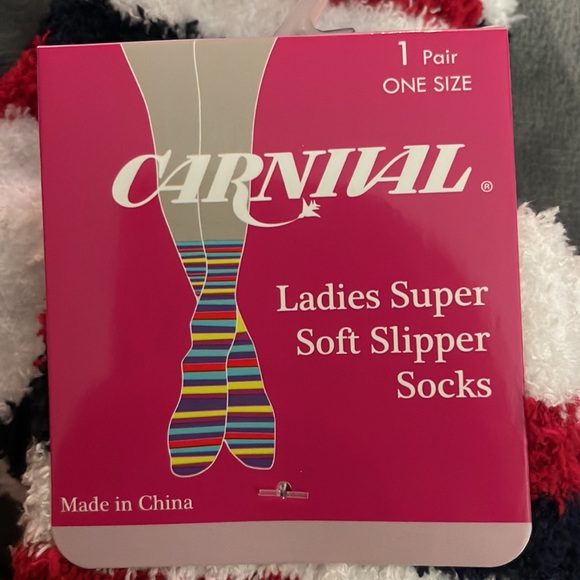 1 Pair
ONE SIZE
CARNIVAL ®
Ladies Super
Soft Slipper
Socks
Made in China